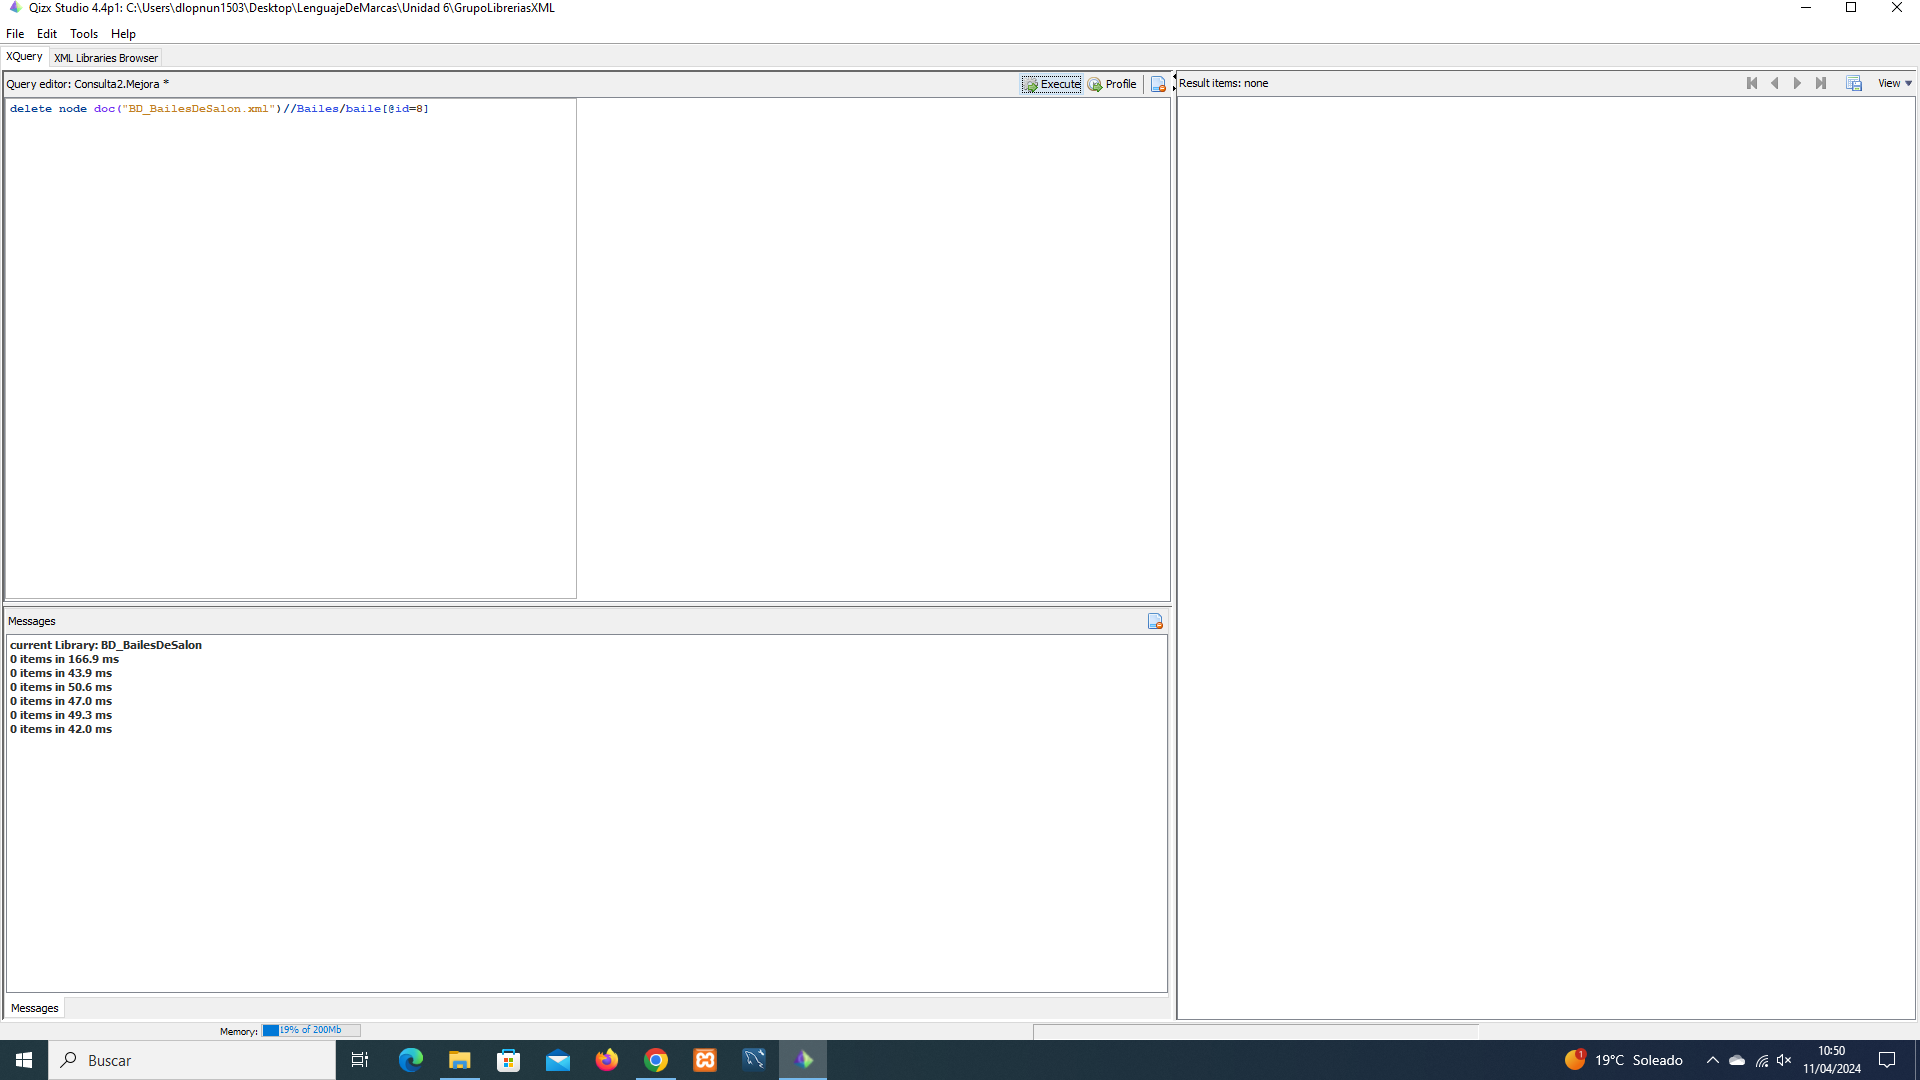 Qizx Studio 4.4p1: C:\Users\dlopnun1503\Desktop\LenguajeDeMarcas\Unidad 6\GrupoLibreriasXML
File Edit Tools Help
XQuery XML Libraries Browser
Query editor: Consulta2.Mejora *
Execute
Profile
Result items: none
View
delete node doc("BD_BailesDeSalon.xml")//Bailes/baile[@id=8]
Messages
current Library: BD_BailesDeSalon
0 items in 166.9 ms
0 items in 43.9 ms
0 items in 50.6 ms
0 items in 47.0 ms
0 items in 49.3 ms
0 items in 42.0 ms
Messages
Memory: 19% of 200Mb
Buscar
1
19°C Soleado
10:50
11/04/2024